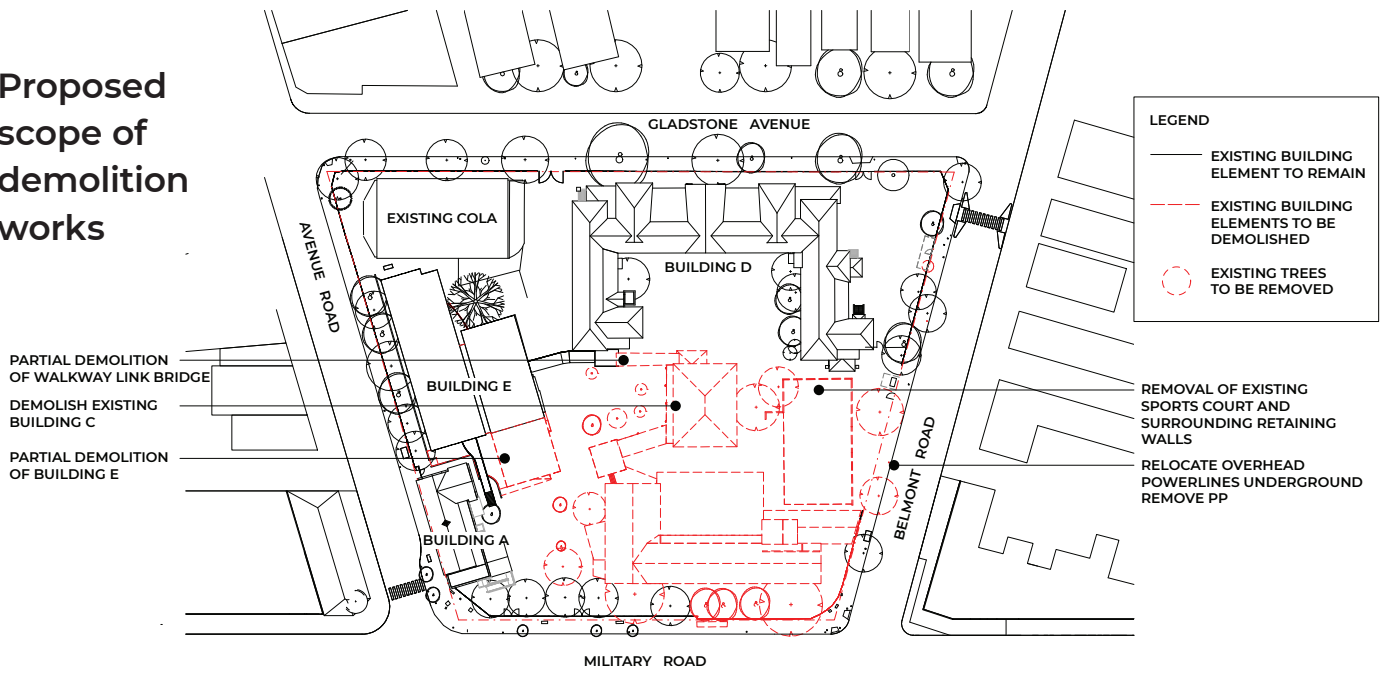 Proposed
scope of
demolition
works
GLADSTONE AVENUE
LEGEND
EXISTING BUILDING
ELEMENT TO REMAIN
EXISTING BUILDING
ELEMENTS TO BE
DEMOLISHED
EXISTING TREES
TO BE REMOVED
EXISTING COLA
AVENUE ROAD
BUILDING D
PARTIAL DEMOLITION
OF WALKWAY LINK BRIDGE
DEMOLISH EXISTING
BUILDING C
PARTIAL DEMOLITION
OF BUILDING E
BUILDING E
BUILDING A
REMOVAL OF EXISTING
SPORTS COURT AND
SURROUNDING RETAINING
WALLS
RELOCATE OVERHEAD
POWERLINES UNDERGROUND
REMOVE PP
BELMONT ROAD
MILITARY ROAD